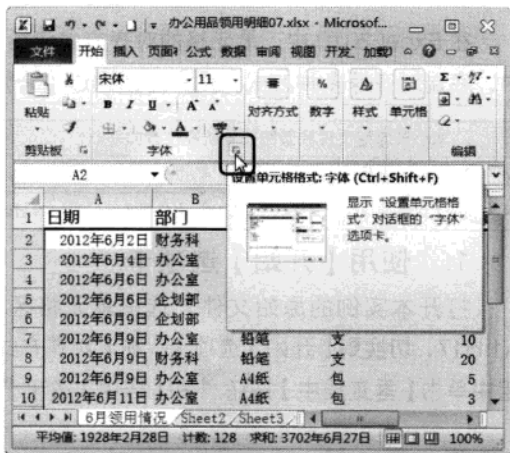 办公用品领用明细07.xlsx - Microsof...
文件 开始 插入 页面 公式 数据 审阅 视图 开发 加载
宋体 11
B I U A A
粘贴 对齐方式 数字 样式 单元格
剪贴板 字体 编辑
A2
设置单元格格式: 字体 (Ctrl+Shift+F)
显示“设置单元格格
式”对话框的“字体”
选项卡。
A B
1 日期 部门
2 2012年6月2日 财务科
3 2012年6月4日 办公室
4 2012年6月6日 办公室
5 2012年6月6日 企划部
6 2012年6月9日 企划部
7 2012年6月9日 办公室 铅笔 支 10
8 2012年6月9日 财务科 铅笔 支 20
9 2012年6月9日 办公室 A4纸 包 5
10 2012年6月11日 办公室 A4纸 包 3
6月领用情况 Sheet2 Sheet3
平均值: 1928年2月28日 计数: 128 求和: 3702年6月27日 100%